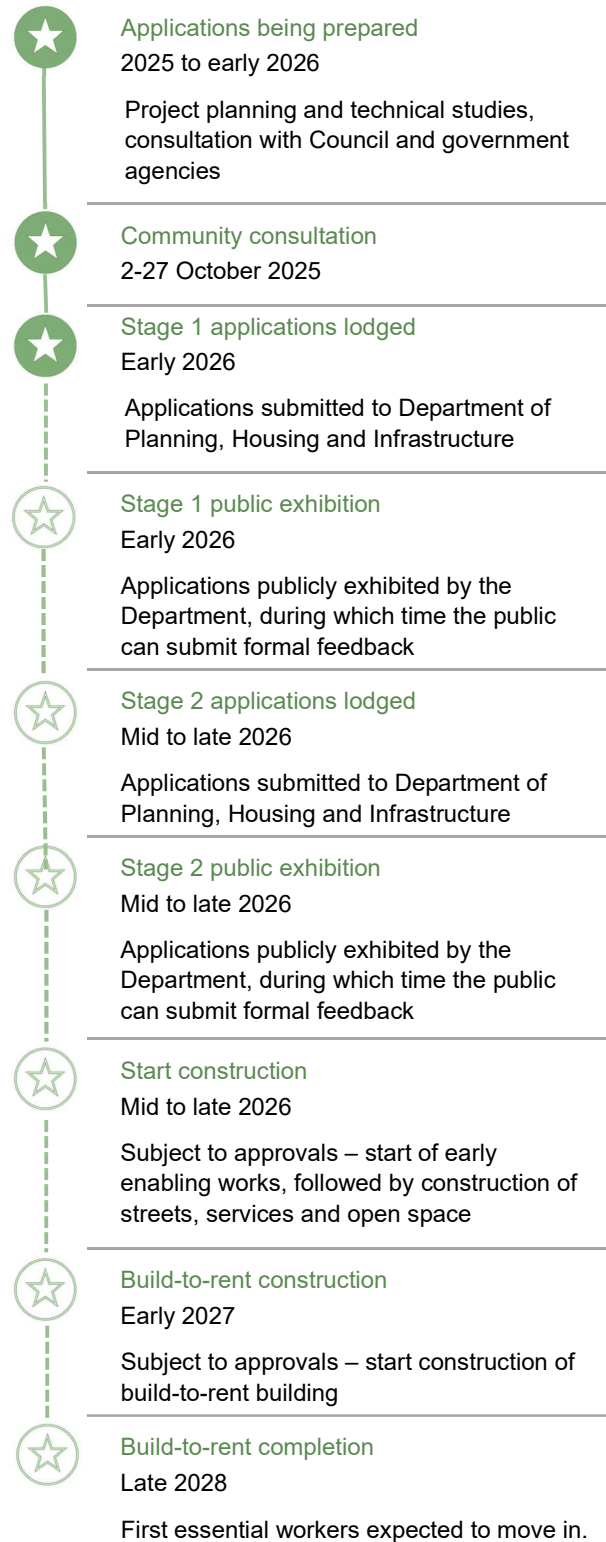 Applications being prepared
2025 to early 2026
Project planning and technical studies,
consultation with Council and government
agencies
Community consultation
2-27 October 2025
Stage 1 applications lodged
Early 2026
Applications submitted to Department of
Planning, Housing and Infrastructure
Stage 1 public exhibition
Early 2026
Applications publicly exhibited by the
Department, during which time the public
can submit formal feedback
Stage 2 applications lodged
Mid to late 2026
Applications submitted to Department of
Planning, Housing and Infrastructure
Stage 2 public exhibition
Mid to late 2026
Applications publicly exhibited by the
Department, during which time the public
can submit formal feedback
Start construction
Mid to late 2026
Subject to approvals – start of early
enabling works, followed by construction of
streets, services and open space
Build-to-rent construction
Early 2027
Subject to approvals – start construction of
build-to-rent building
Build-to-rent completion
Late 2028
First essential workers expected to move in.